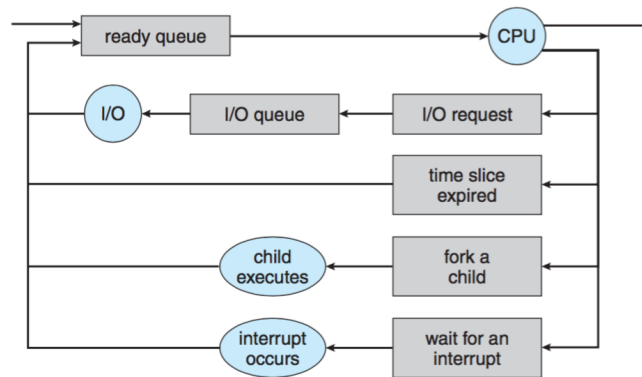 ready queue
CPU
I/O
I/O queue
I/O request
time slice
expired
child
executes
fork a
child
interrupt
occurs
wait for an
interrupt